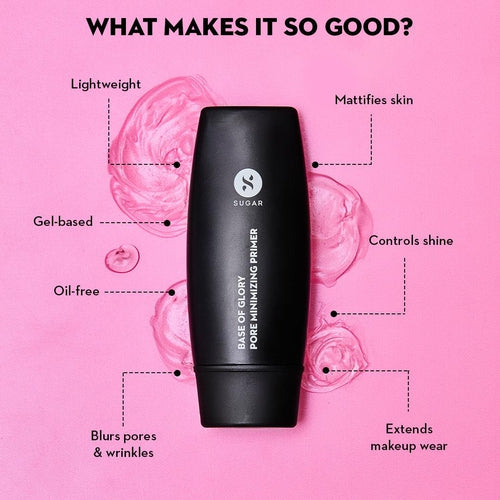 WHAT MAKES IT SO GOOD?
Lightweight
Mattifies skin
SUGAR
Gel-based
Controls shine
Oil-free
BASE OF GLORY
PORE MINIMIZING PRIMER
Blurs pores
& wrinkles
Extends
makeup wear